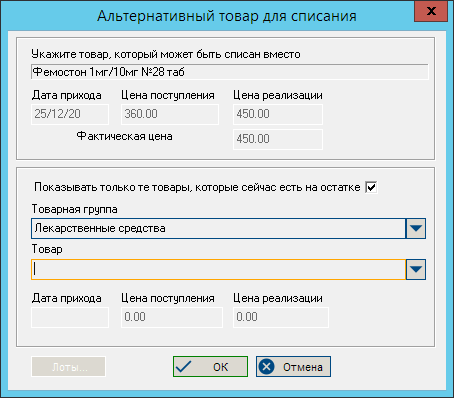 Альтернативный товар для списания
x
Укажите товар, который может быть списан вместо
Фемостон 1мг/10мг №28 таб
Дата прихода Цена поступления Цена реализации
25/12/20 360.00 450.00
Фактическая цена 450.00
Показывать только те товары, которые сейчас есть на остатке
Товарная группа
Лекарственные средства
Товар
Дата прихода Цена поступления Цена реализации
0.00 0.00
Лоты... OK Отмена